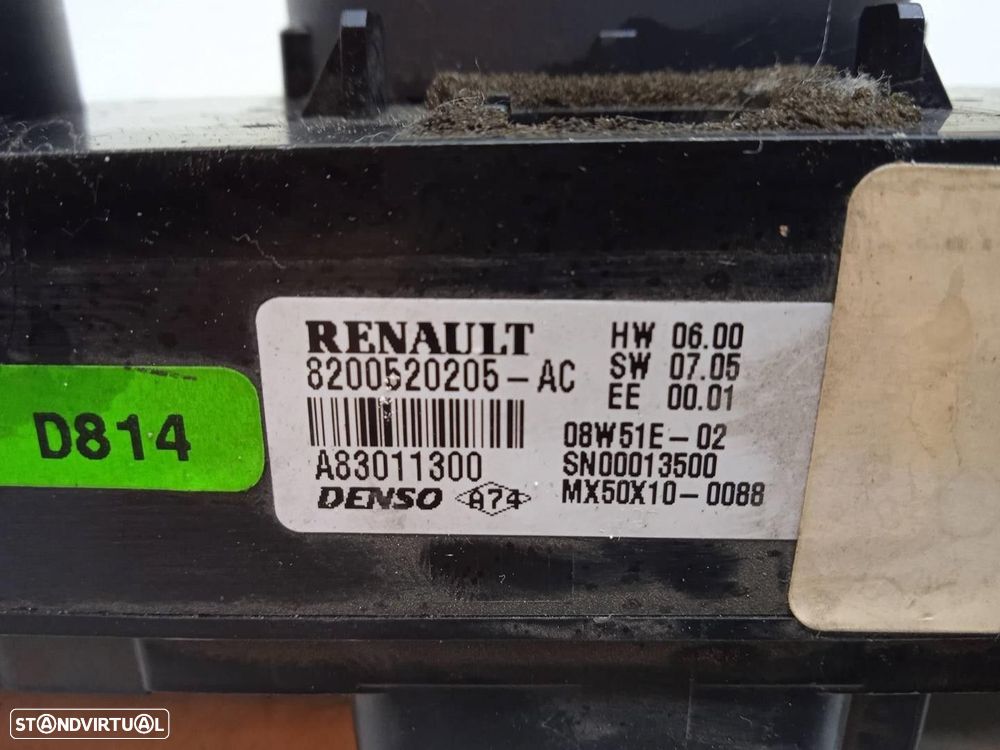 D814
RENAULT
8200520205-AC
A83011300
DENSO A74
HW 06.00
SW 07.05
EE 00.01
08W51E-02
SN00013500
MX50X10-0088
STANDVIRTUAL